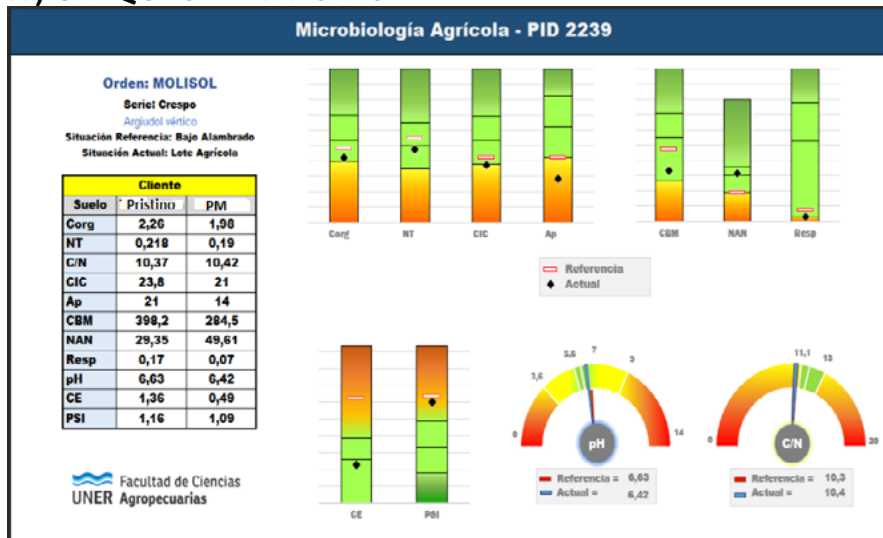 Microbiología Agrícola - PID 2239
Orden: MOLISOL
Serie: Crespo
Argiudol vértico
Situación Referencia: Bajo Alambrado
Situación Actual: Lote Agrícola
Cliente
Suelo Pristino PM
Corg 2,26 1,98
NT 0,218 0,19
C/N 10,37 10,42
CIC 23,8 21
Ap 21 14
CBM 398,2 284,5
NAN 29,35 49,61
Resp 0,17 0,07
pH 6,63 6,42
CE 1,36 0,49
PSI 1,16 1,09
UNER Facultad de Ciencias
Agropecuarias
Corg NT CIC Ap
CBM NAN Resp
Referencia
Actual
CE PSI
0 3,6 5,5 7 9 14
pH
Referencia = 6,63
Actual = 6,42
0 11,1 13 20
C/N
Referencia = 10,3
Actual = 10,4